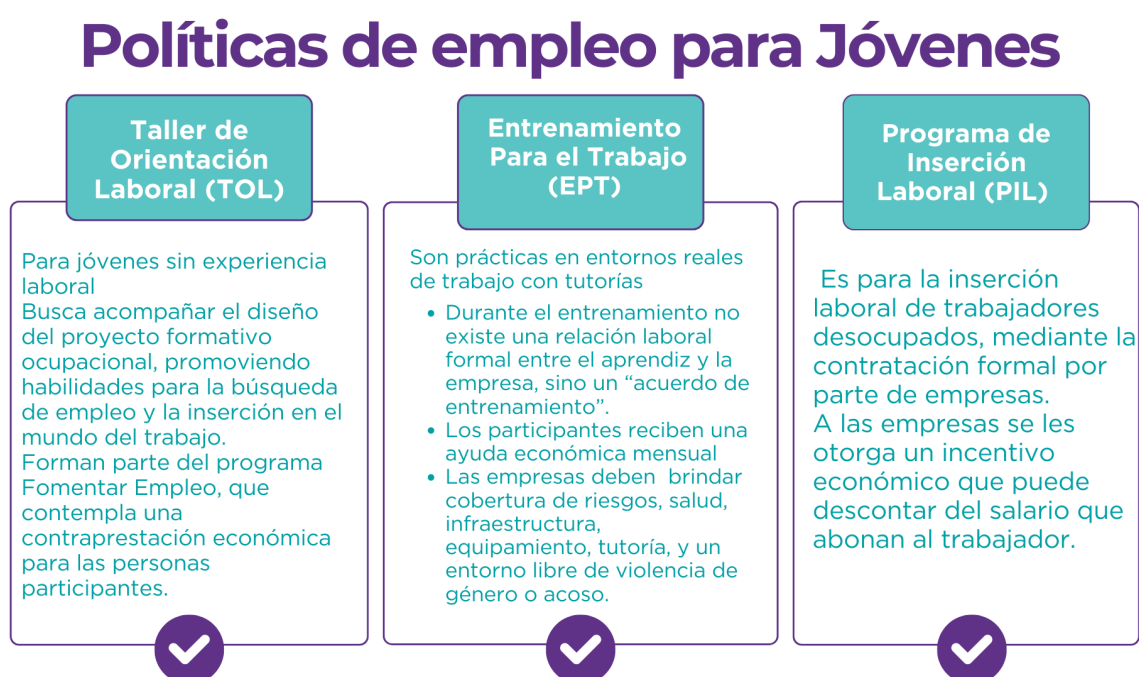 Políticas de empleo para Jóvenes
Taller de
Orientación
Laboral (TOL)
Para jóvenes sin experiencia
laboral
Busca acompañar el diseño
del proyecto formativo
ocupacional, promoviendo
habilidades para la búsqueda
de empleo y la inserción en el
mundo del trabajo.
Forman parte del programa
Fomentar Empleo, que
contempla una
contraprestación económica
para las personas
participantes.
Entrenamiento
Para el Trabajo
(EPT)
Son prácticas en entornos reales
de trabajo con tutorías
• Durante el entrenamiento no
existe una relación laboral
formal entre el aprendiz y la
empresa, sino un “acuerdo de
entrenamiento”.
• Los participantes reciben una
ayuda económica mensual
• Las empresas deben brindar
cobertura de riesgos, salud,
infraestructura,
equipamiento, tutoría, y un
entorno libre de violencia de
género o acoso.
Programa de
Inserción
Laboral (PIL)
Es para la inserción
laboral de trabajadores
desocupados, mediante la
contratación formal por
parte de empresas.
A las empresas se les
otorga un incentivo
económico que puede
descontar del salario que
abonan al trabajador.